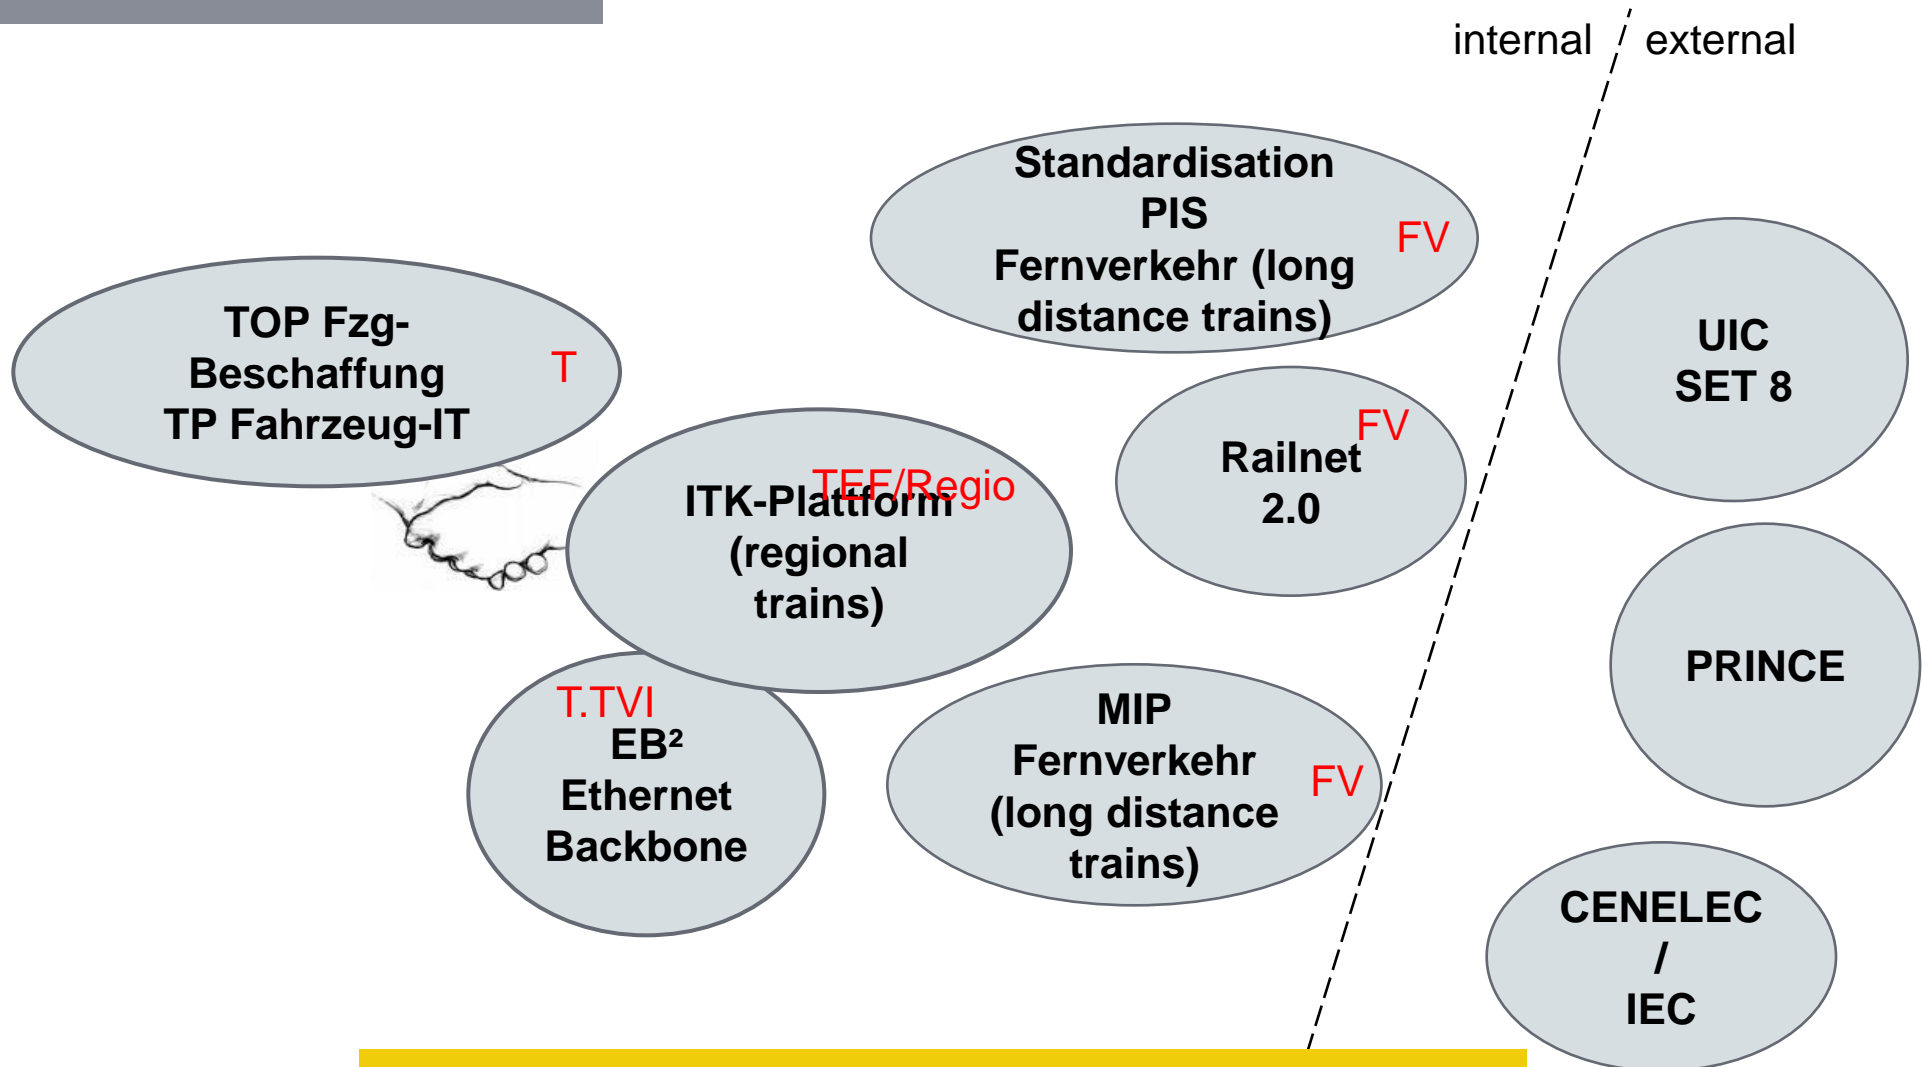 internal
external
Standardisation
PIS
Fernverkehr (long
distance trains)
FV
TOP Fzg-
Beschaffung
TP Fahrzeug-IT
T
UIC
SET 8
Railnet
2.0
FV
TEF/Regio
ITK-Plattform
(regional
trains)
PRINCE
T.TVI
EB²
Ethernet
Backbone
MIP
Fernverkehr
(long distance
trains)
FV
CENELEC
/
IEC